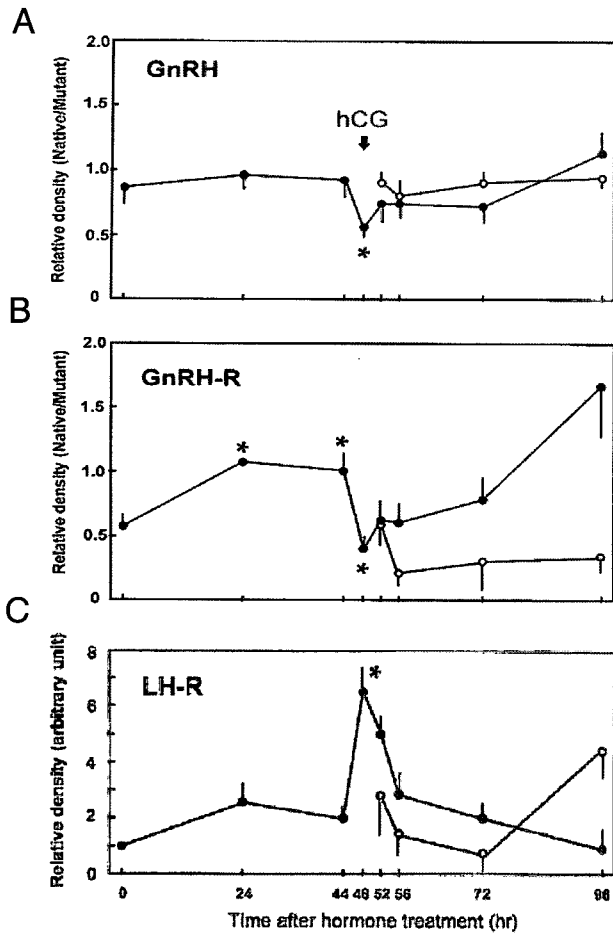 A
GnRH
hCG
*
Relative density (Native/Mutant)
2.0
1.5
1.0
0.5
0
B
GnRH-R
*
*
*
Relative density (Native/Mutant)
2.0
1.5
1.0
0.5
0
C
LH-R
*
Relative density (arbitrary unit)
8
6
4
2
0
0 24 44 48 52 56 72 96
Time after hormone treatment (hr)